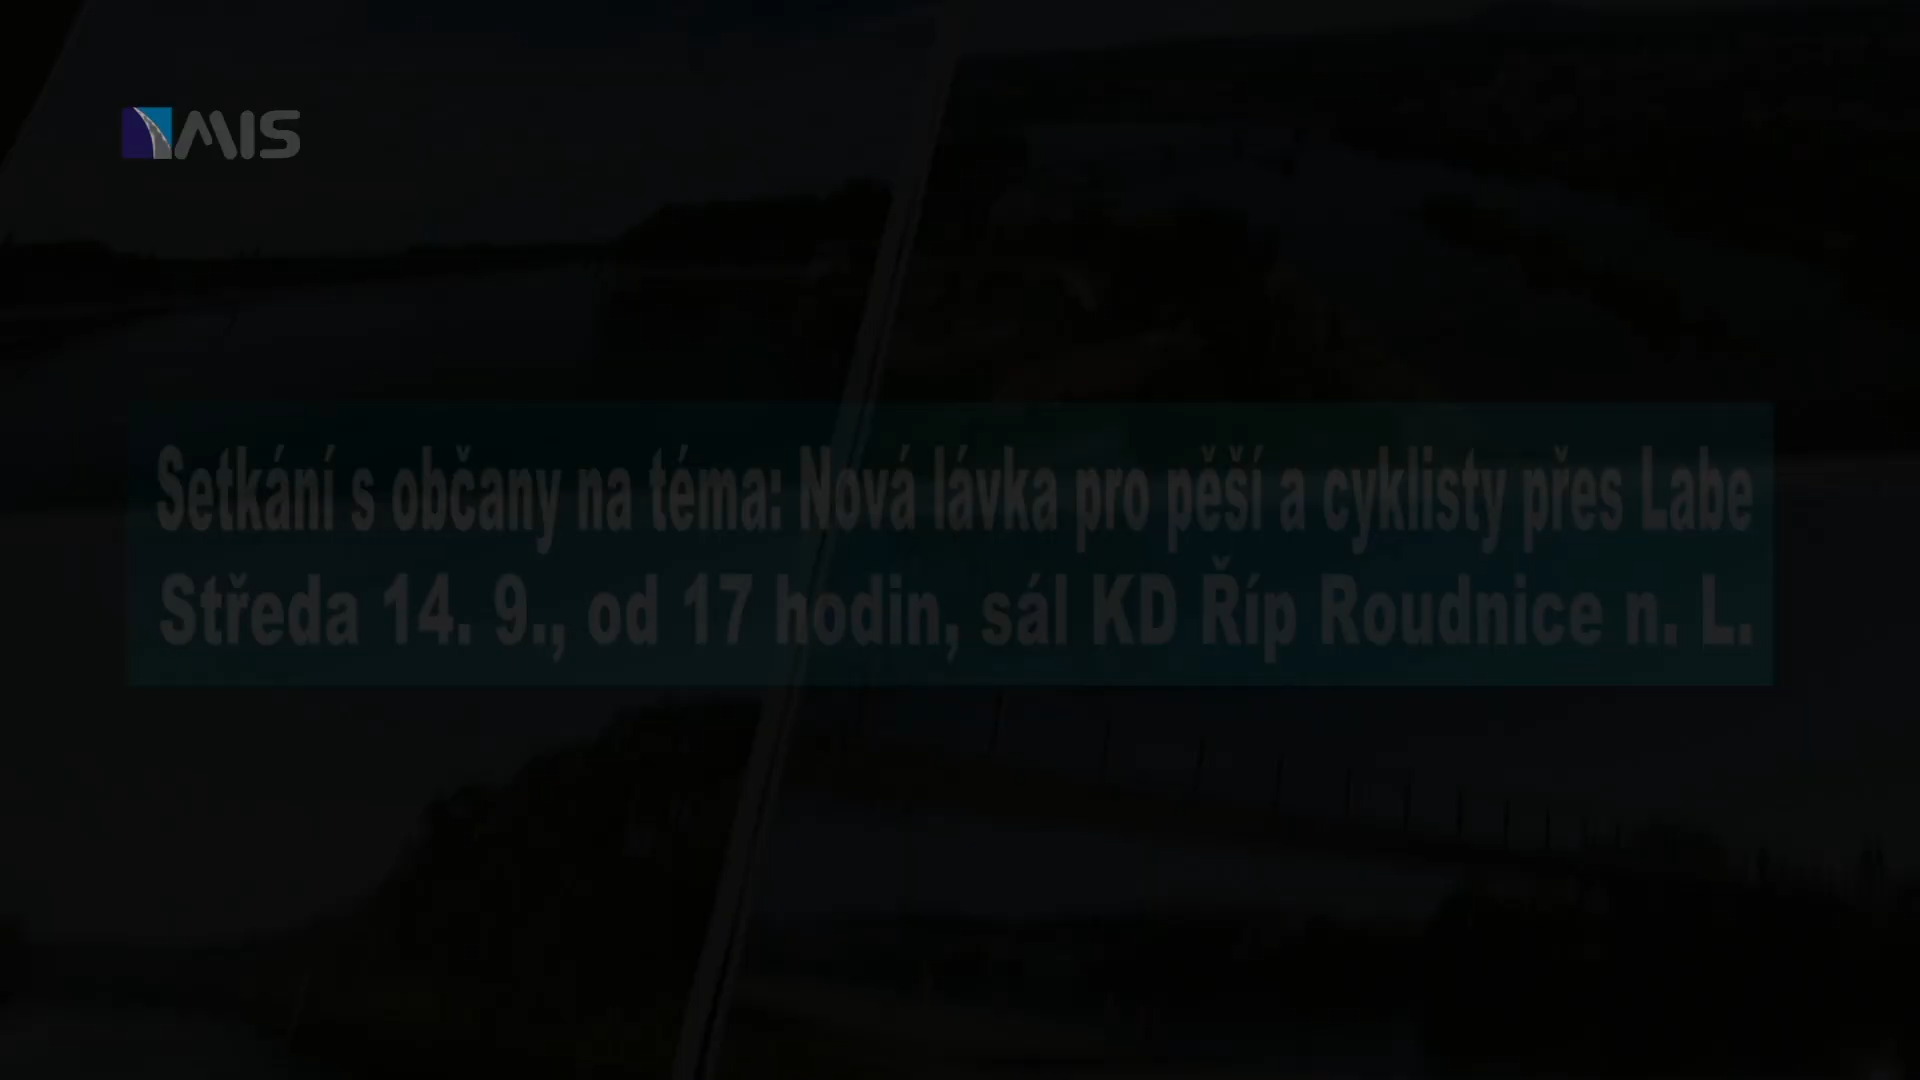 MIS
Setkání s občany na téma: Nová lávka pro pěší a cyklisty přes Labe
Středa 14. 9., od 17 hodin, sál KD Říp Roudnice n. L.